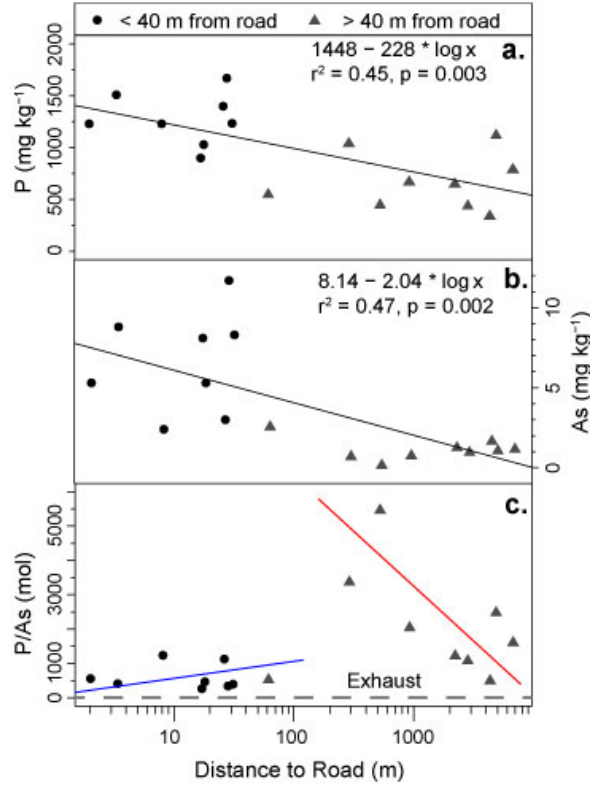 < 40 m from road > 40 m from road
1448 − 228 * log x a.
r² = 0.45, p = 0.003
P (mg kg⁻¹)
2000
1500
1000
500
0
8.14 − 2.04 * log x b.
r² = 0.47, p = 0.002
As (mg kg⁻¹)
10
5
0
c.
P/As (mol)
5000
3000
1000
0
Exhaust
10 100 1000
Distance to Road (m)